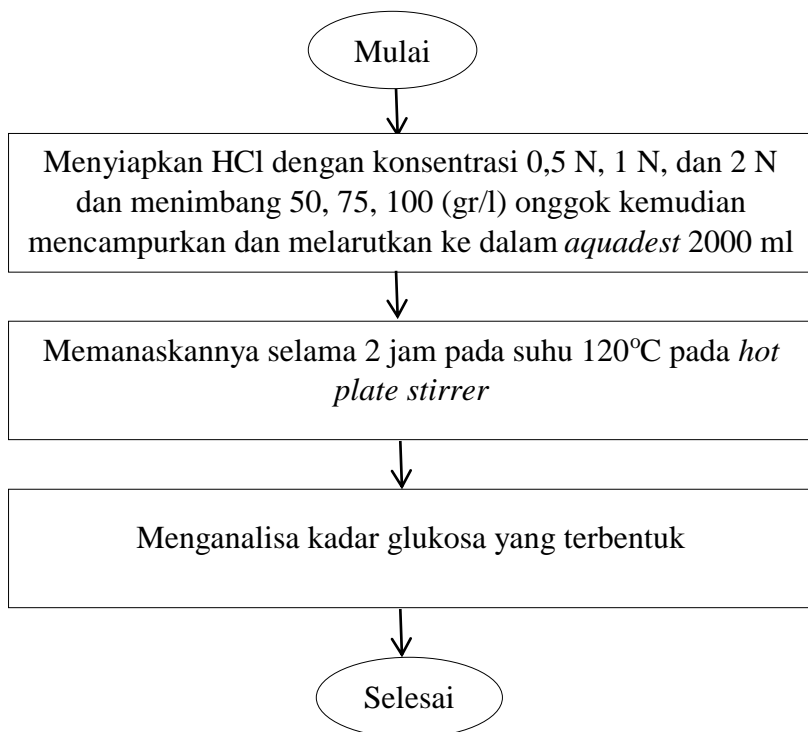 Mulai
Menyiapkan HCl dengan konsentrasi 0,5 N, 1 N, dan 2 N
dan menimbang 50, 75, 100 (gr/l) onggok kemudian
mencampurkan dan melarutkan ke dalam aquadest 2000 ml
Memanaskannya selama 2 jam pada suhu 120°C pada hot
plate stirrer
Menganalisa kadar glukosa yang terbentuk
Selesai